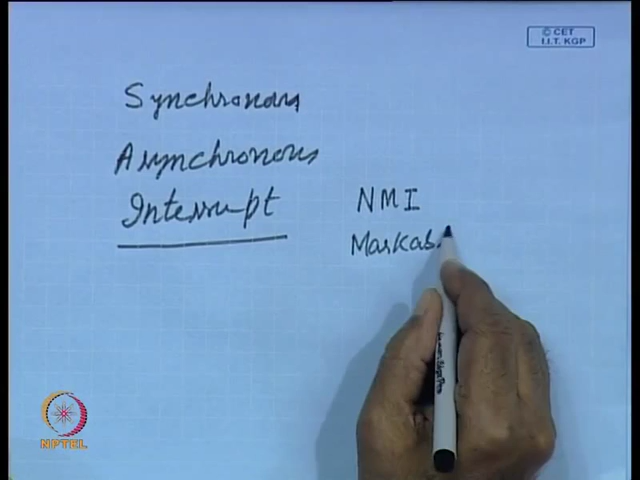 © CET
I.I.T. KGP
Synchronous
Asynchronous
Interrupt
NMI
Maskab
NPTEL